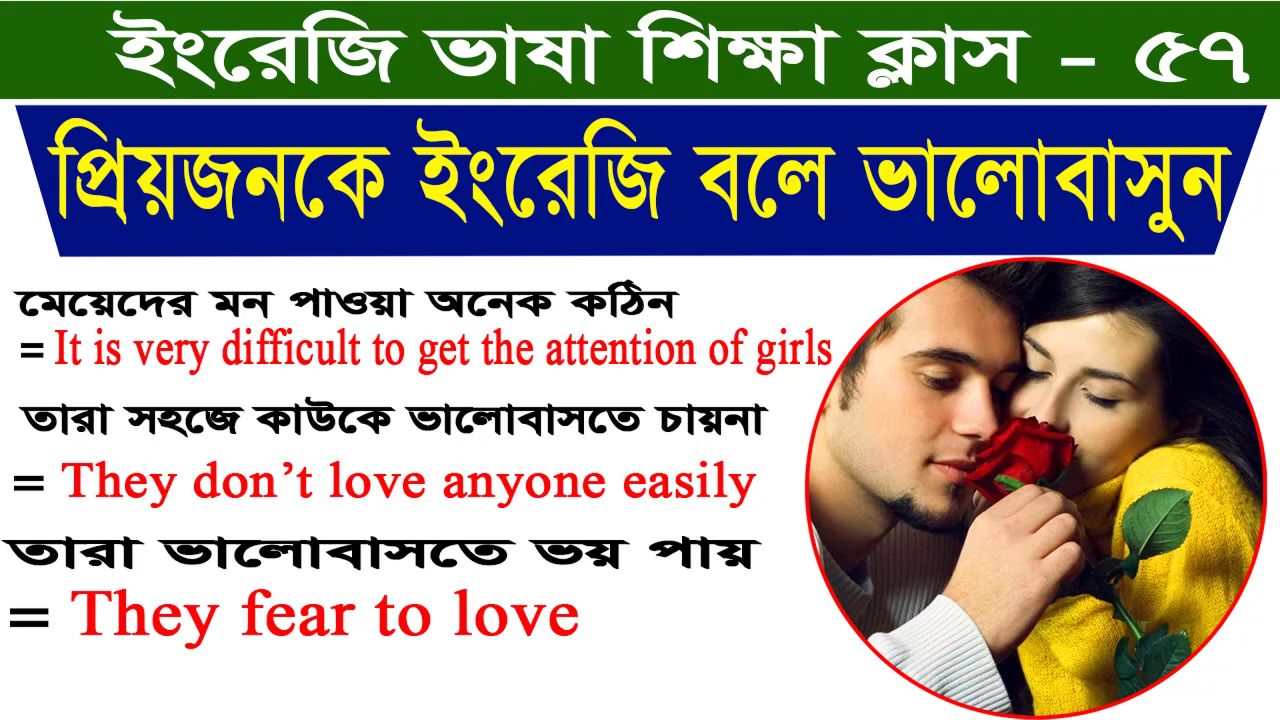 ইংরেজি ভাষা শিক্ষা ক্লাস - ৫৭
প্রিয়জনকে ইংরেজি বলে ভালোবাসুন
মেয়েদের মন পাওয়া অনেক কঠিন
= It is very difficult to get the attention of girls
তারা সহজে কাউকে ভালোবাসতে চায়না
= They don’t love anyone easily
তারা ভালোবাসতে ভয় পায়
= They fear to love